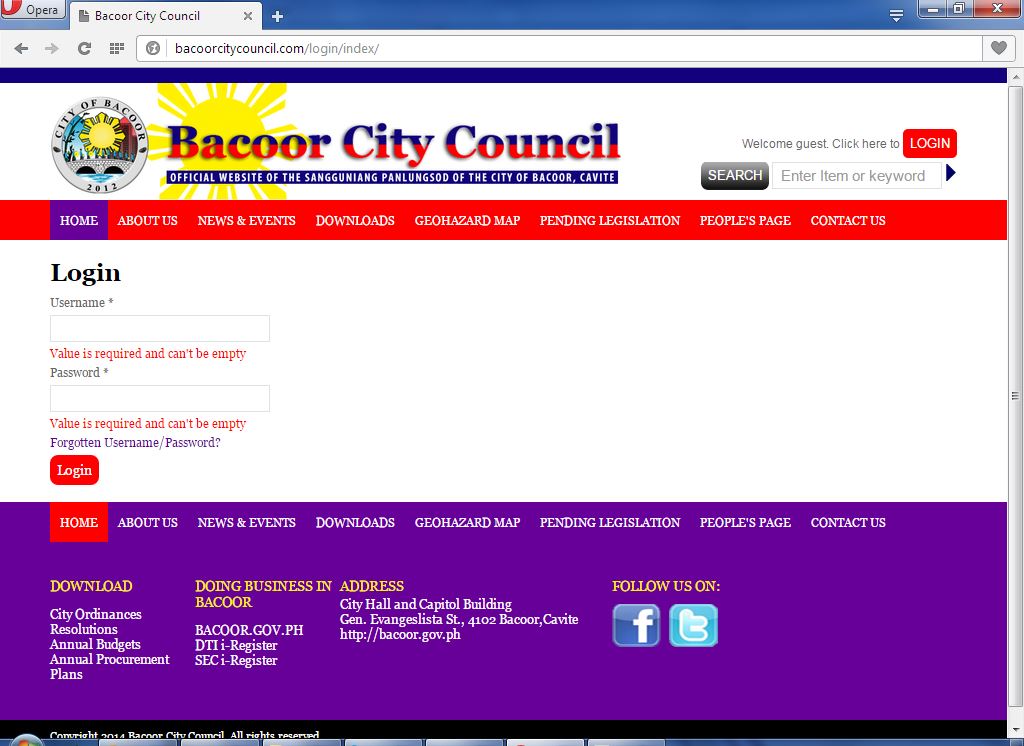 Opera
Bacoor City Council
bacoorcitycouncil.com/login/index/
CITY OF BACOOR
2012
Bacoor City Council
OFFICIAL WEBSITE OF THE SANGGUNIANG PANLUNGSOD OF THE CITY OF BACOOR, CAVITE
Welcome guest. Click here to LOGIN
SEARCH Enter Item or keyword
HOME ABOUT US NEWS & EVENTS DOWNLOADS GEOHAZARD MAP PENDING LEGISLATION PEOPLE'S PAGE CONTACT US
Login
Username *
Value is required and can't be empty
Password *
Value is required and can't be empty
Forgotten Username/Password?
Login
HOME ABOUT US NEWS & EVENTS DOWNLOADS GEOHAZARD MAP PENDING LEGISLATION PEOPLE'S PAGE CONTACT US
DOWNLOAD
City Ordinances
Resolutions
Annual Budgets
Annual Procurement
Plans
DOING BUSINESS IN
BACOOR
BACOOR.GOV.PH
DTI i-Register
SEC i-Register
ADDRESS
City Hall and Capitol Building
Gen. Evangeslista St., 4102 Bacoor,Cavite
http://bacoor.gov.ph
FOLLOW US ON:
Copyright 2014 Bacoor City Council. All rights reserved